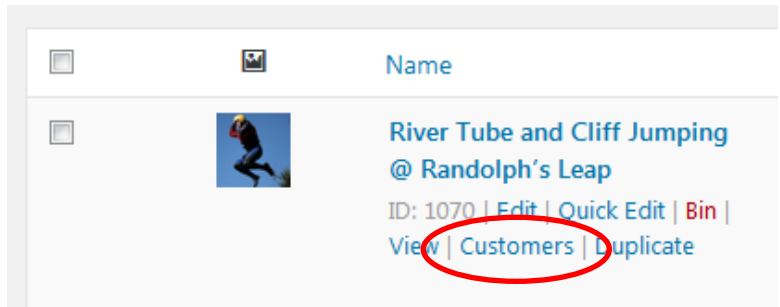 Name
River Tube and Cliff Jumping
@ Randolph's Leap
ID: 1070 | Edit | Quick Edit | Bin |
View | Customers | Duplicate